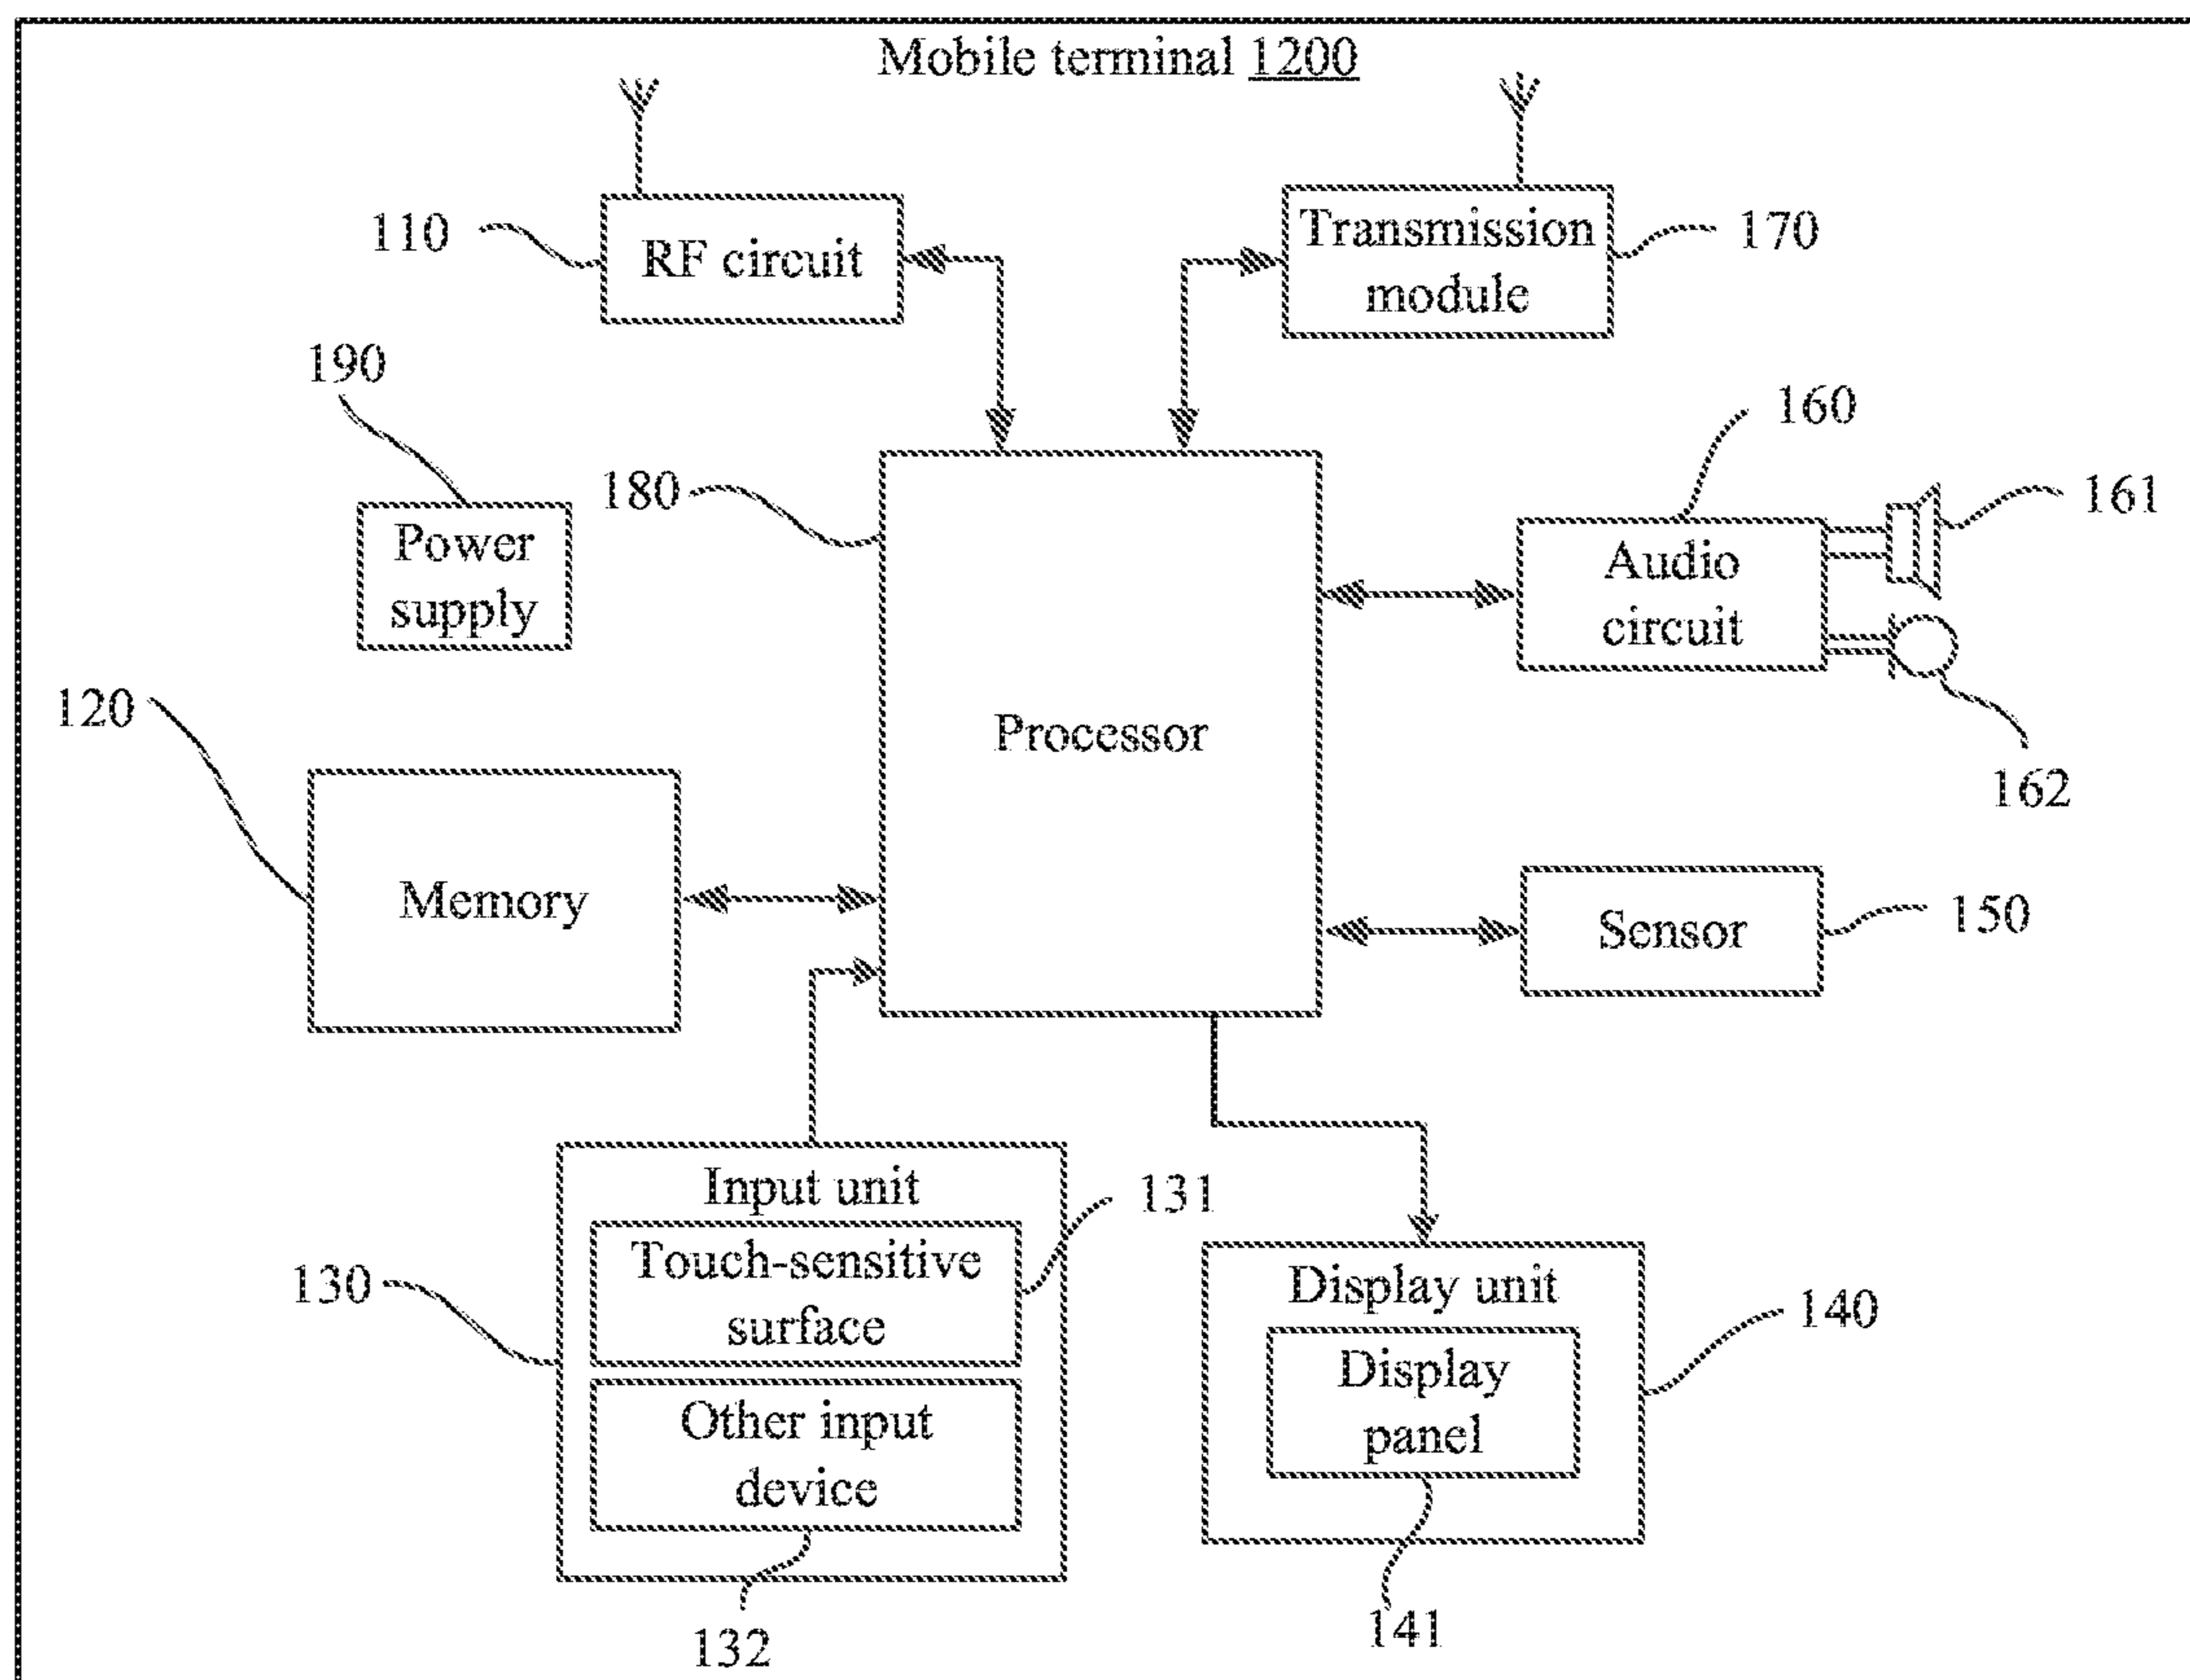 Mobile terminal 1200
110
RF circuit
Transmission
module
170
190
Power
supply
180
Processor
160
Audio
circuit
161
162
120
Memory
Sensor
150
Input unit
131
Touch-sensitive
surface
130
Other input
device
132
Display unit
140
Display
panel
141